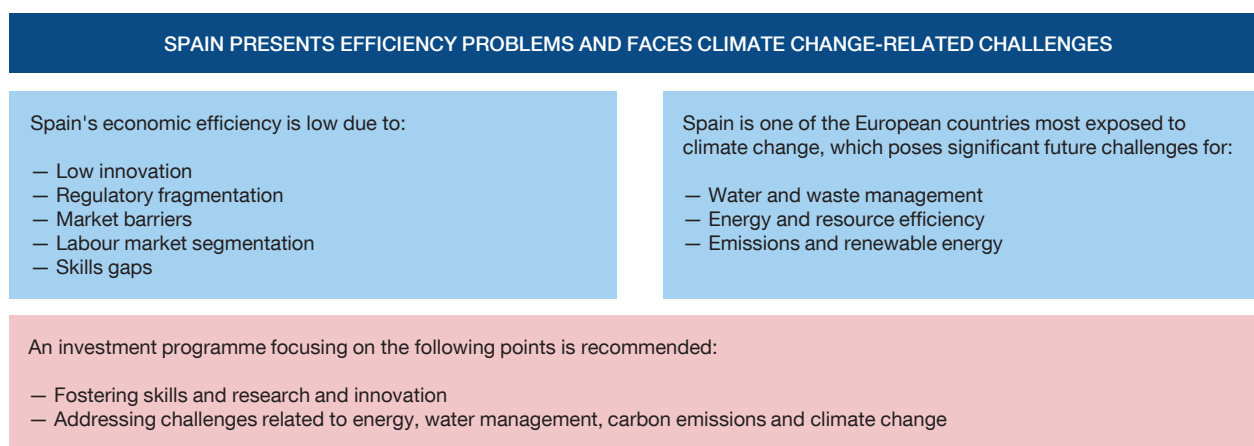 SPAIN PRESENTS EFFICIENCY PROBLEMS AND FACES CLIMATE CHANGE-RELATED CHALLENGES
Spain's economic efficiency is low due to:
— Low innovation
— Regulatory fragmentation
— Market barriers
— Labour market segmentation
— Skills gaps
Spain is one of the European countries most exposed to
climate change, which poses significant future challenges for:
— Water and waste management
— Energy and resource efficiency
— Emissions and renewable energy
An investment programme focusing on the following points is recommended:
— Fostering skills and research and innovation
— Addressing challenges related to energy, water management, carbon emissions and climate change